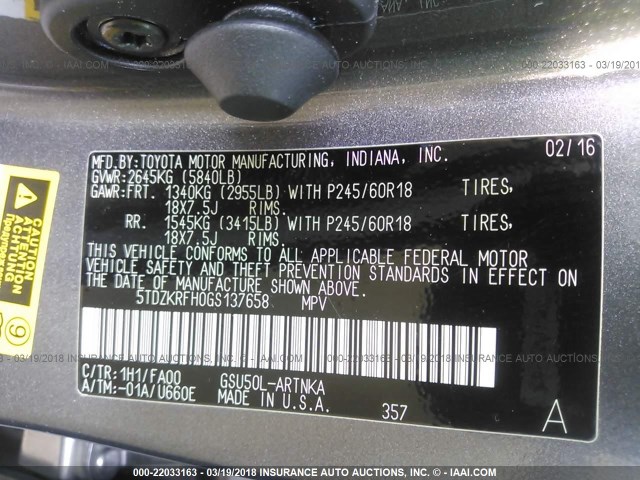 MFD.BY:TOYOTA MOTOR MANUFACTURING, INDIANA, INC. 02/16
GVWR:2645KG (5840LB)
GAWR:FRT. 1340KG (2955LB) WITH P245/60R18 TIRES,
18X7.5J RIMS.
RR. 1545KG (3415LB) WITH P245/60R18 TIRES,
18X7.5J RIMS.
THIS VEHICLE CONFORMS TO ALL APPLICABLE FEDERAL MOTOR
VEHICLE SAFETY AND THEFT PREVENTION STANDARDS IN EFFECT ON
THE DATE OF MANUFACTURE SHOWN ABOVE.
5TDZKRFH0GS137658 MPV
C/TR:1H1/FA00 GSU50L-ARTNKA
A/TM:-01A/U660E MADE IN U.S.A. 357 A
CAUTION
ATTENTION
ACHTUNG
9
000-22033163 - 03/19/2018 INSURANCE AUTO AUCTIONS - © - IAAI.COM